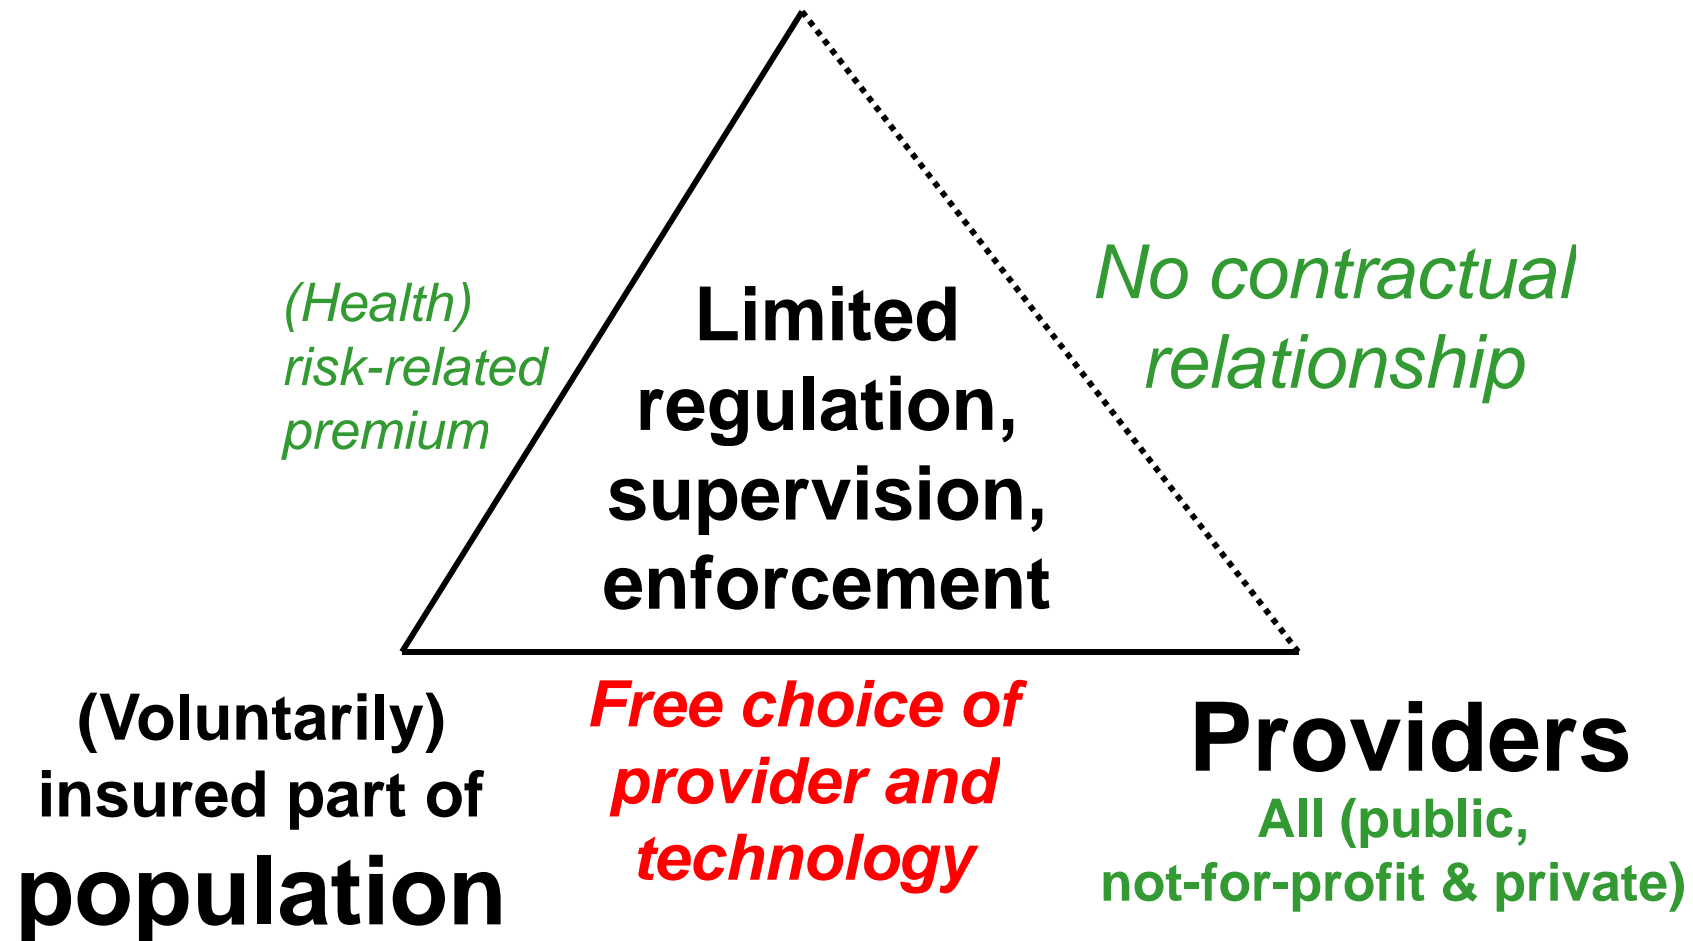 (Health)
risk-related
premium
Limited
regulation,
supervision,
enforcement
No contractual
relationship
(Voluntarily)
insured part of
population
Free choice of
provider and
technology
Providers
All (public,
not-for-profit & private)